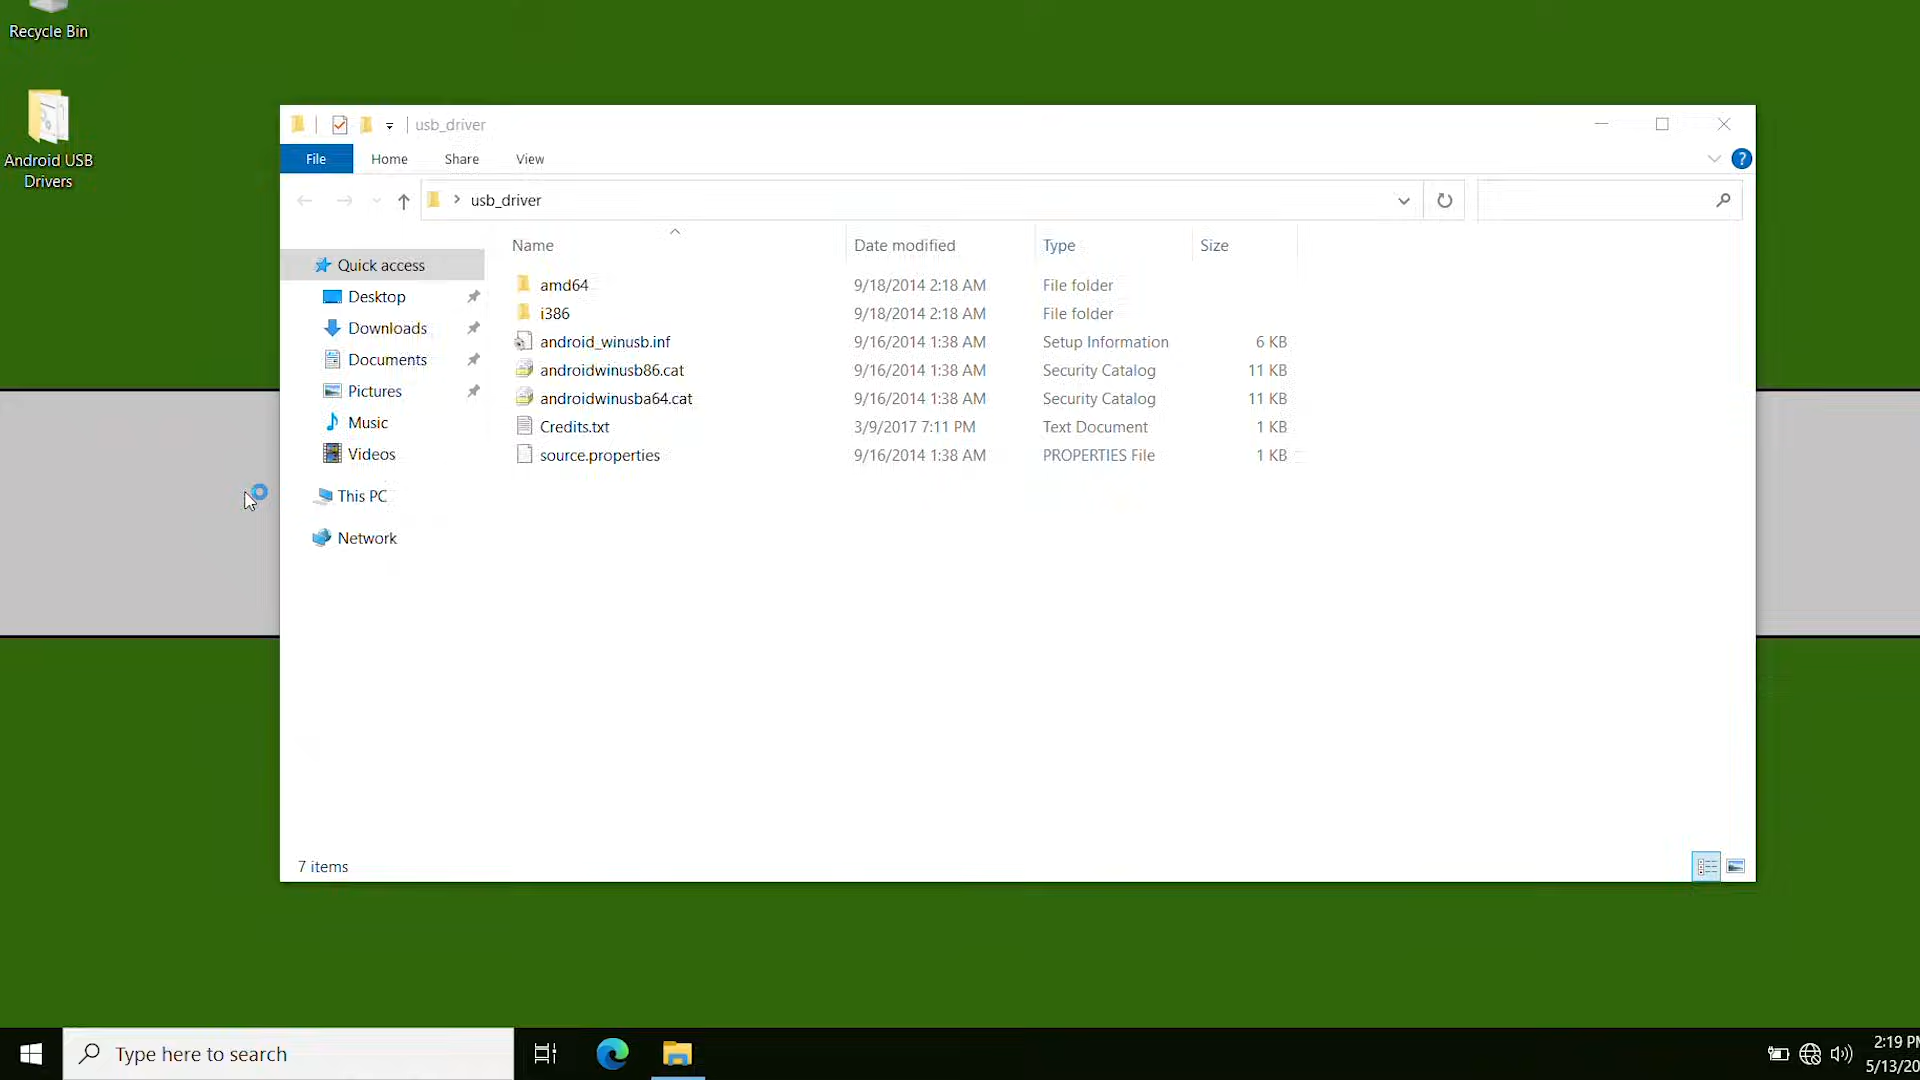 Recycle Bin
Android USB
Drivers
usb_driver
File Home Share View ?
usb_driver
Name Date modified Type Size
Quick access
Desktop
Downloads
Documents
Pictures
Music
Videos
This PC
Network
amd64 9/18/2014 2:18 AM File folder
i386 9/18/2014 2:18 AM File folder
android_winusb.inf 9/16/2014 1:38 AM Setup Information 6 KB
androidwinusb86.cat 9/16/2014 1:38 AM Security Catalog 11 KB
androidwinusba64.cat 9/16/2014 1:38 AM Security Catalog 11 KB
Credits.txt 3/9/2017 7:11 PM Text Document 1 KB
source.properties 9/16/2014 1:38 AM PROPERTIES File 1 KB
7 items
Type here to search
2:19 PM
5/13/20